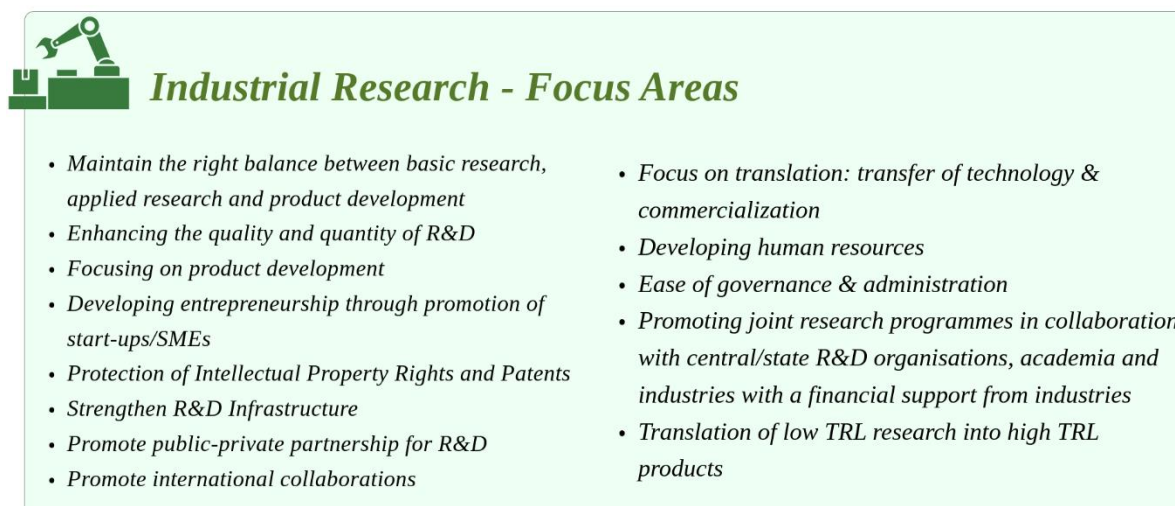 Industrial Research - Focus Areas
• Maintain the right balance between basic research,
applied research and product development
• Enhancing the quality and quantity of R&D
• Focusing on product development
• Developing entrepreneurship through promotion of
start-ups/SMEs
• Protection of Intellectual Property Rights and Patents
• Strengthen R&D Infrastructure
• Promote public-private partnership for R&D
• Promote international collaborations
• Focus on translation: transfer of technology &
commercialization
• Developing human resources
• Ease of governance & administration
• Promoting joint research programmes in collaboration
with central/state R&D organisations, academia and
industries with a financial support from industries
• Translation of low TRL research into high TRL
products